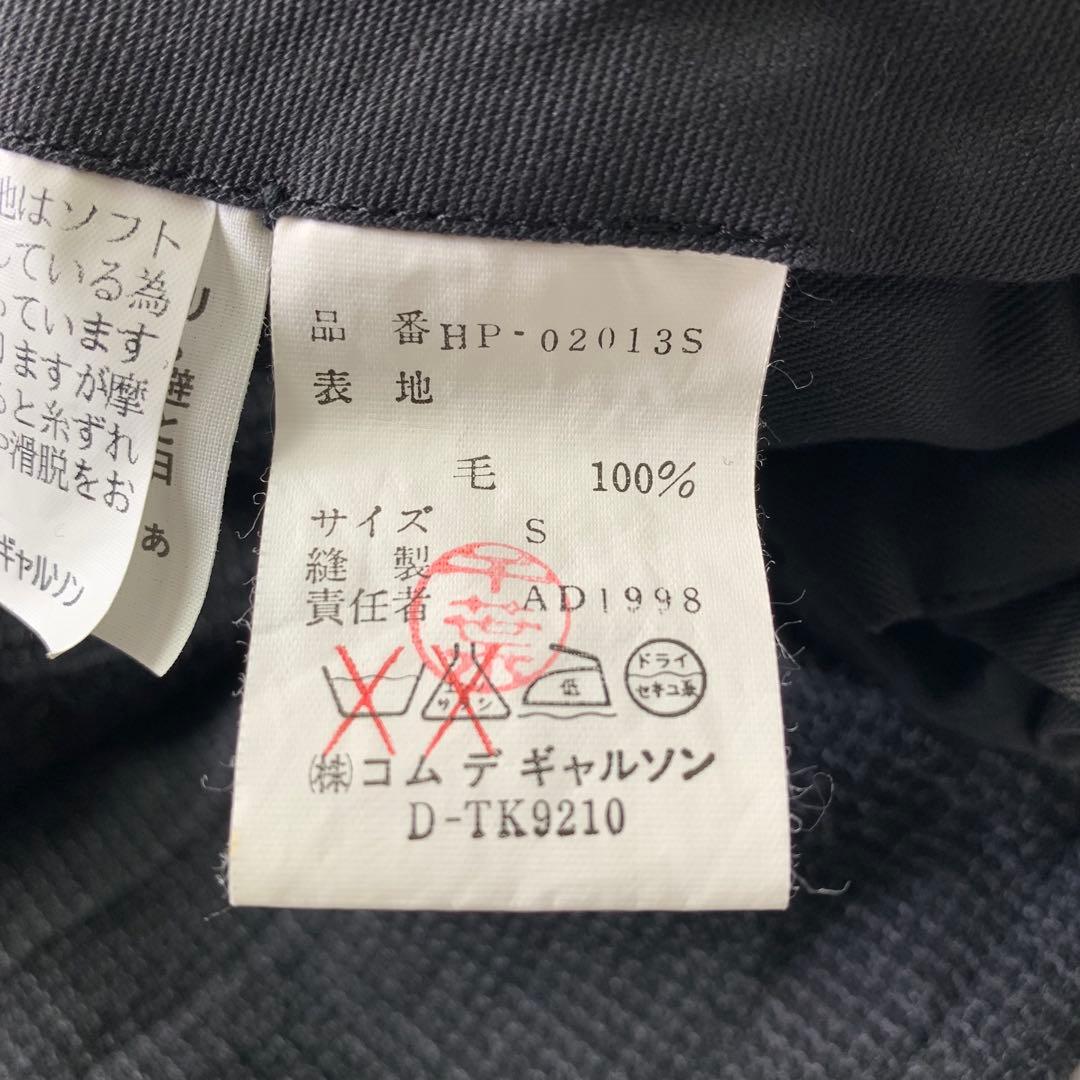 地はソフト
している為
っています
りますが摩
ると糸ずれ
や滑脱をお
ギャルソン
品 番 HP-02013S
表 地
毛 100%
サイズ S
縫 製
責任者 AD1998
低
ドライ
セキユ系
(株)コムデギャルソン
D-TK9210